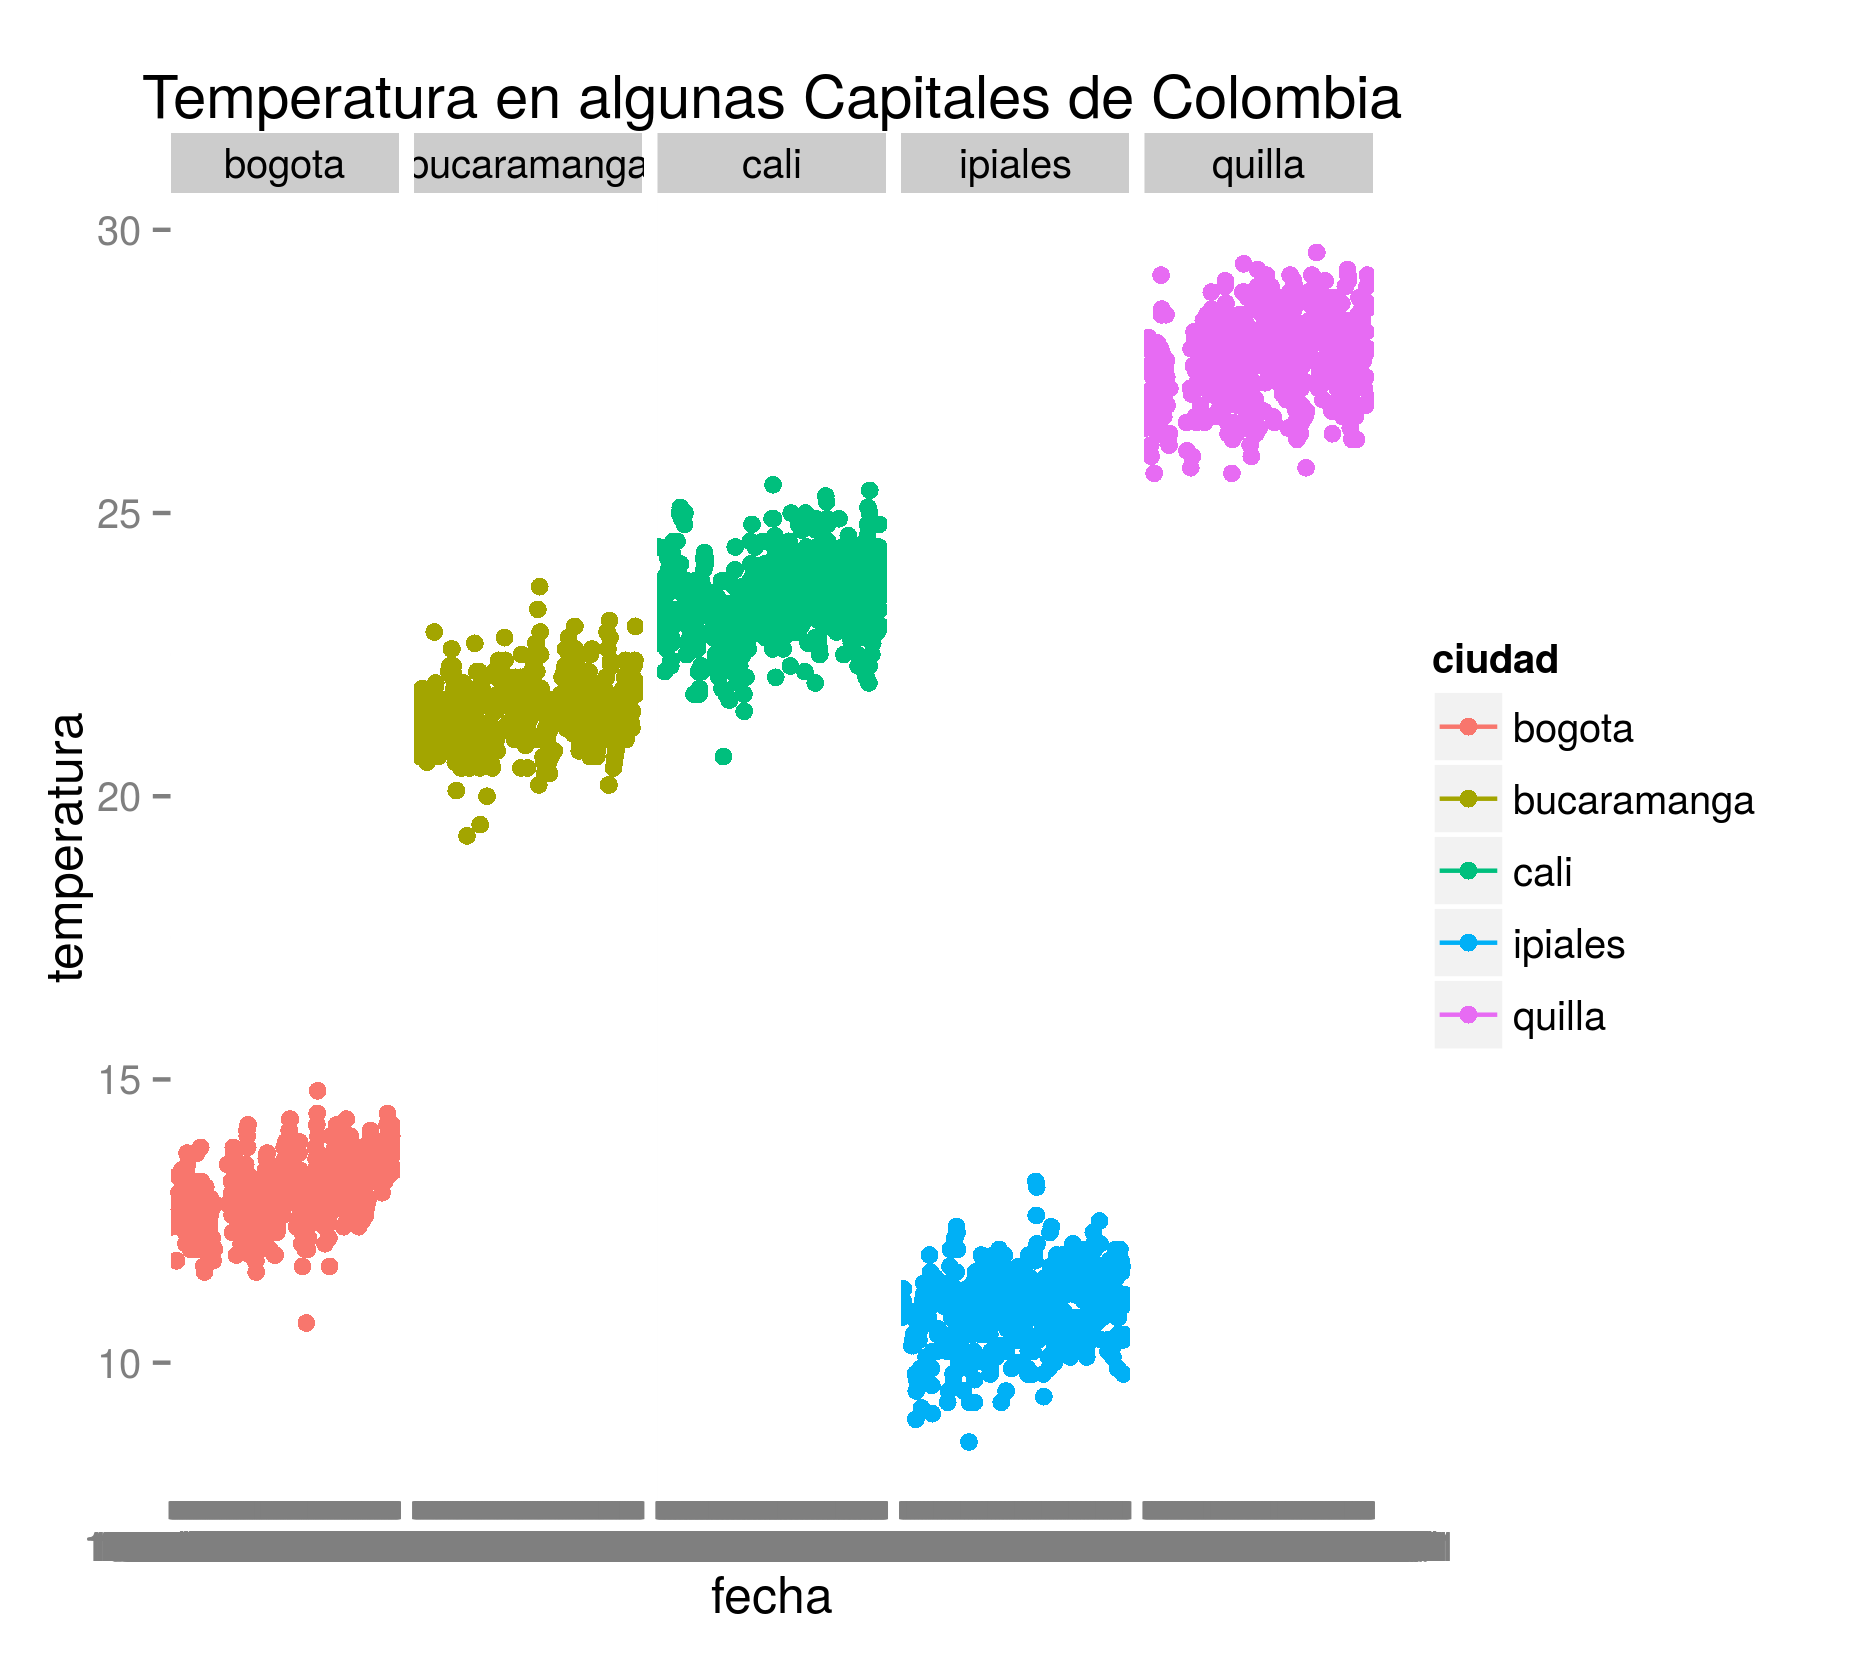 Temperatura en algunas Capitales de Colombia
bogota bucaramanga cali ipiales quilla
30
25
20
15
10
temperatura
fecha
ciudad
bogota
bucaramanga
cali
ipiales
quilla